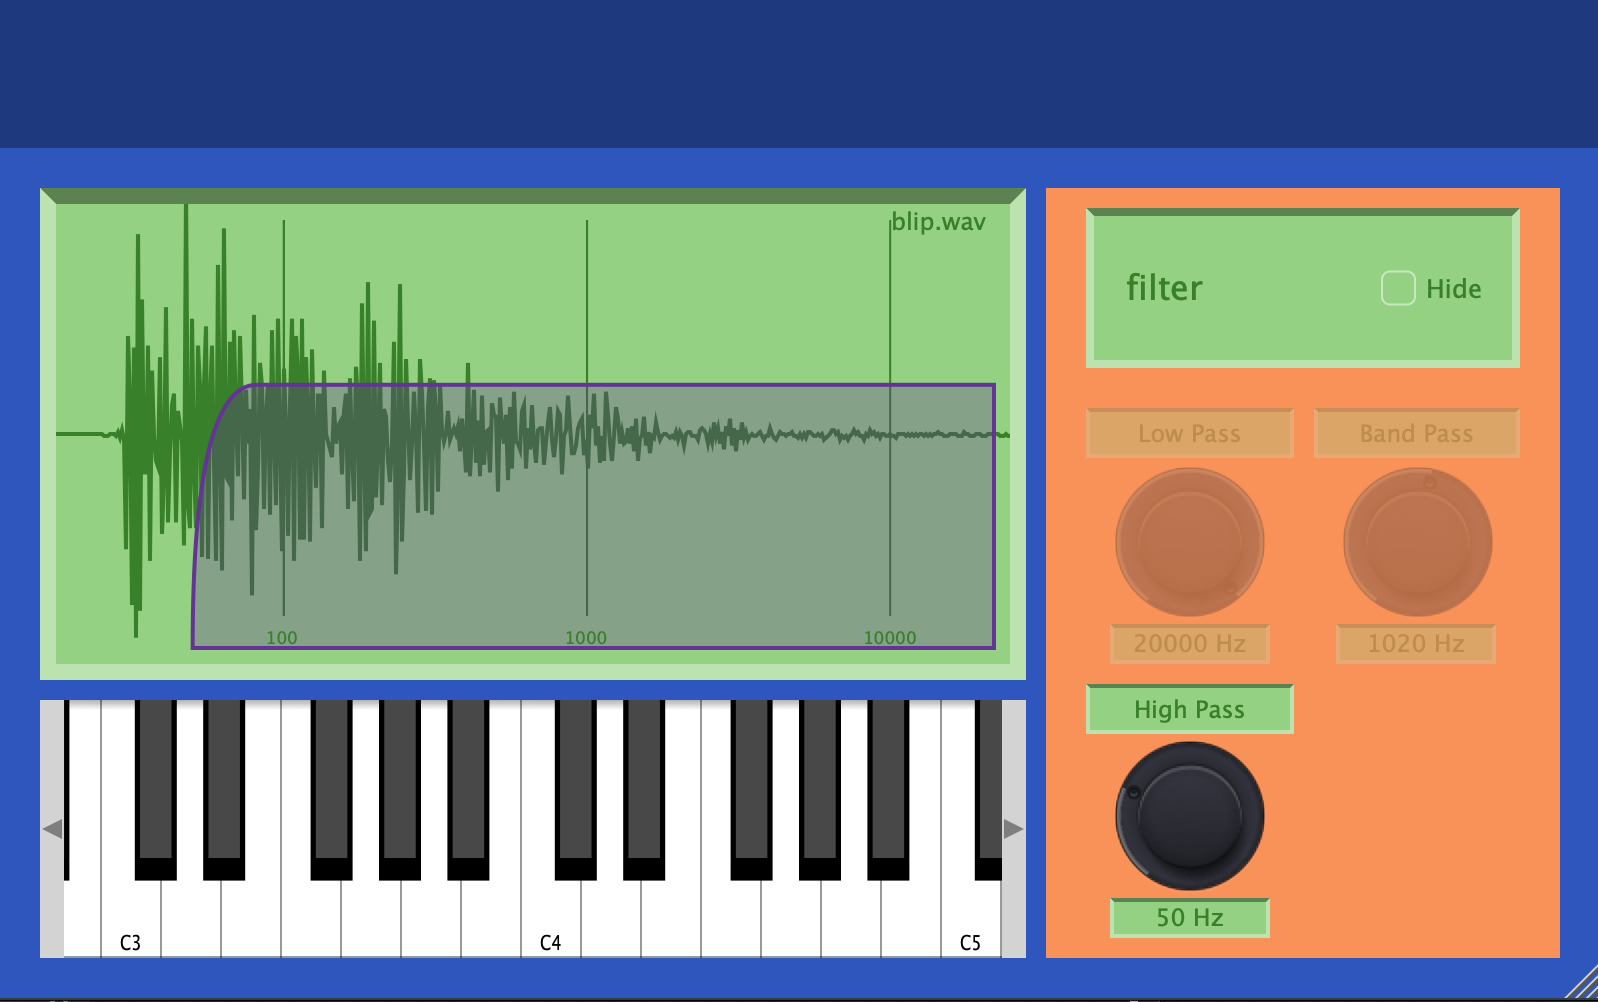 blip.wav
100 1000 10000
C3 C4 C5
filter Hide
Low Pass Band Pass
20000 Hz 1020 Hz
High Pass
50 Hz